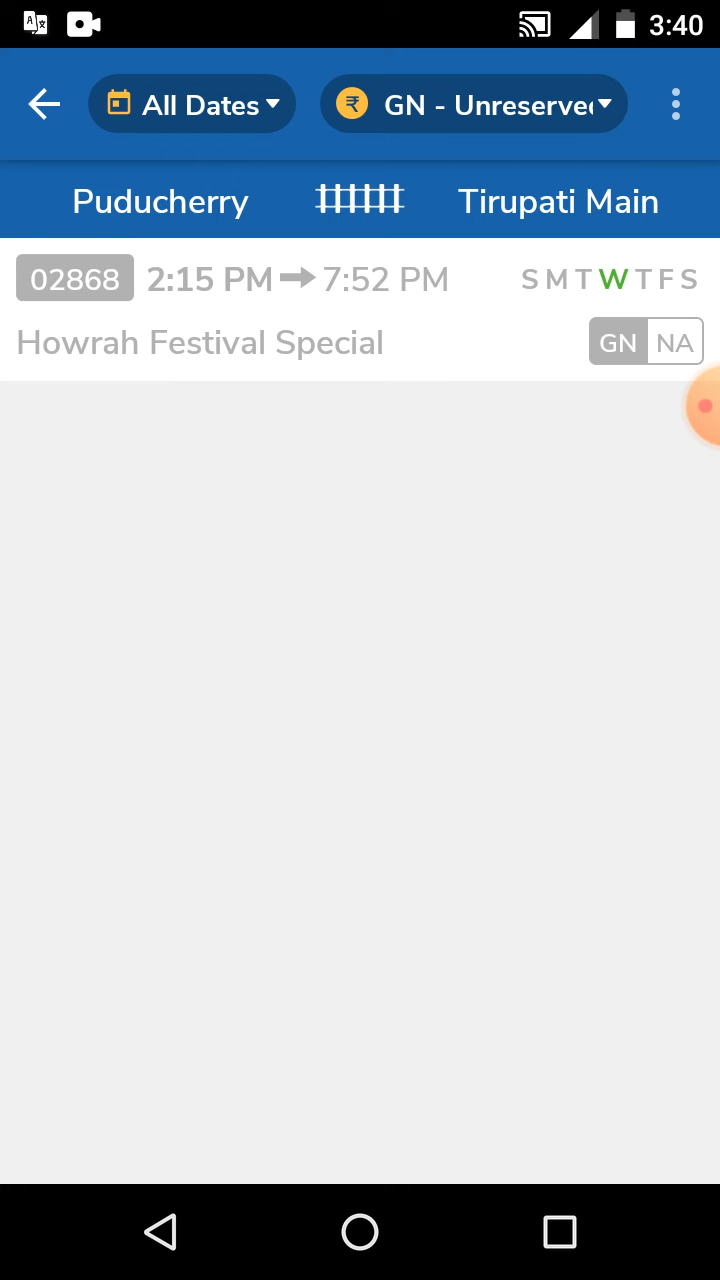 3:40
All Dates GN - Unreserve
Puducherry Tirupati Main
02868 2:15 PM 7:52 PM S M T W T F S
Howrah Festival Special GN NA